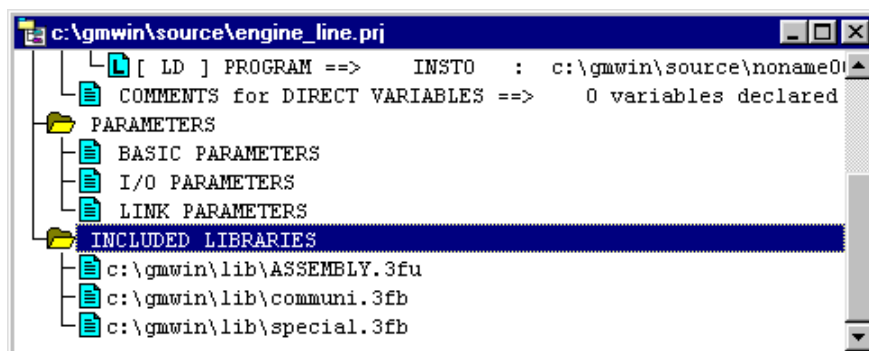 c:\gmwin\source\engine_line.prj
L [ LD ] PROGRAM ==> INST0 : c:\gmwin\source\noname0
COMMENTS for DIRECT VARIABLES ==> 0 variables declared
PARAMETERS
BASIC PARAMETERS
I/O PARAMETERS
LINK PARAMETERS
INCLUDED LIBRARIES
c:\gmwin\lib\ASSEMBLY.3fu
c:\gmwin\lib\communi.3fb
c:\gmwin\lib\special.3fb